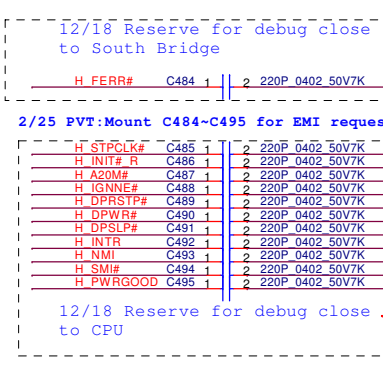 12/18 Reserve for debug close
to South Bridge
H_FERR# C484 1 2 220P_0402_50V7K
2/25 PVT:Mount C484~C495 for EMI reques
H_STPCLK# C485 1 2 220P_0402_50V7K
H_INIT#_R C486 1 2 220P_0402_50V7K
H_A20M# C487 1 2 220P_0402_50V7K
H_IGNNE# C488 1 2 220P_0402_50V7K
H_DPRSTP# C489 1 2 220P_0402_50V7K
H_DPWR# C490 1 2 220P_0402_50V7K
H_DPSLP# C491 1 2 220P_0402_50V7K
H_INTR C492 1 2 220P_0402_50V7K
H_NMI C493 1 2 220P_0402_50V7K
H_SMI# C494 1 2 220P_0402_50V7K
H_PWRGOOD C495 1 2 220P_0402_50V7K
12/18 Reserve for debug close
to CPU